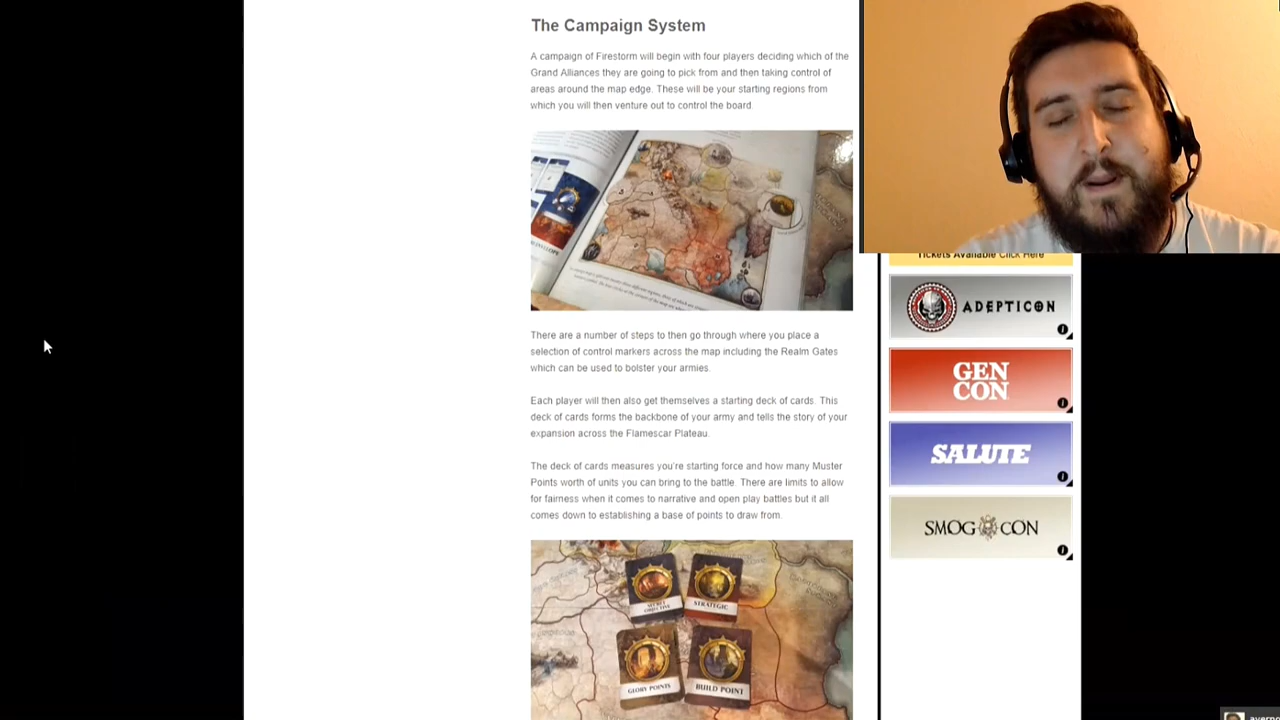 The Campaign System
A campaign of Firestorm will begin with four players deciding which of the
Grand Alliances they are going to pick from and then taking control of
areas around the map edge. These will be your starting regions from
which you will then venture out to control the board.
Tickets Available Click Here
ADEPTICON
GEN
CON
There are a number of steps to then go through where you place a
selection of control markers across the map including the Realm Gates
which can be used to bolster your armies.
Each player will then also get themselves a starting deck of cards. This
deck of cards forms the backbone of your army and tells the story of your
expansion across the Flamescar Plateau.
SALUTE
The deck of cards measures you're starting force and how many Muster
Points worth of units you can bring to the battle. There are limits to allow
for fairness when it comes to narrative and open play battles but it all
comes down to establishing a base of points to draw from.
SMOG CON
SECRET
OBJECTIVE
STRATEGIC
GLORY POINTS
BUILD POINT